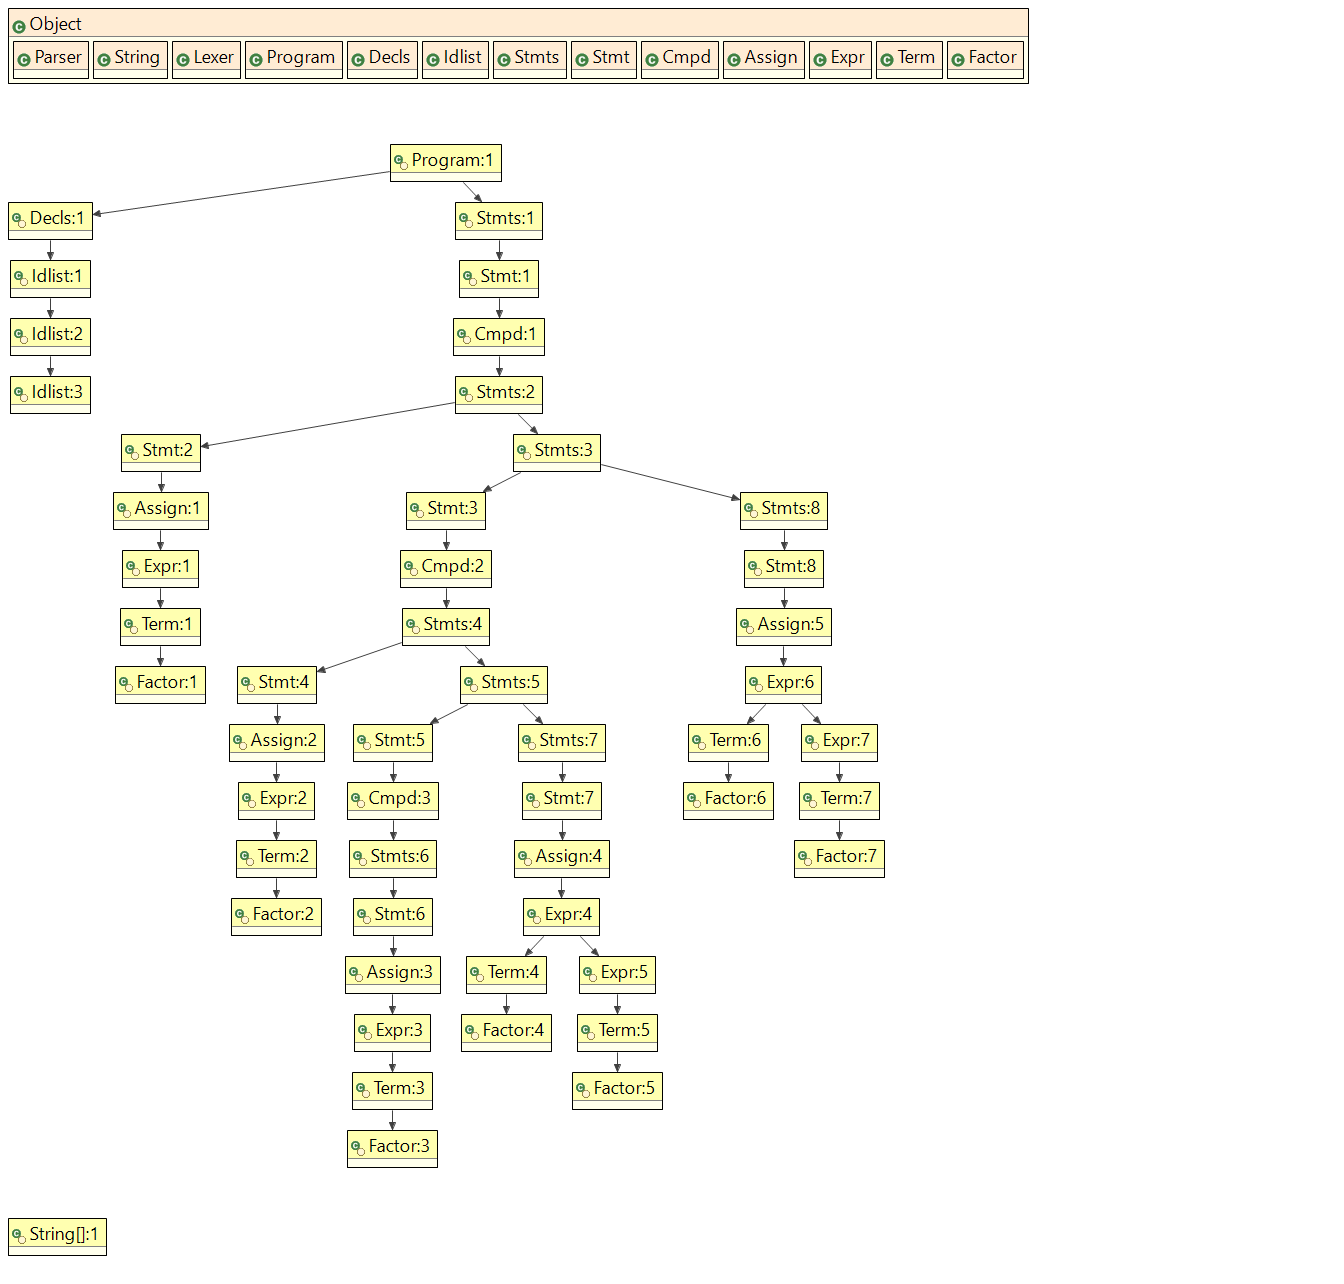 Object
Parser String Lexer Program Decls Idlist Stmts Stmt Cmpd Assign Expr Term Factor
Program:1
Decls:1 Stmts:1
Idlist:1 Stmt:1
Idlist:2 Cmpd:1
Idlist:3 Stmts:2
Stmt:2 Stmts:3
Assign:1 Stmt:3 Stmts:8
Expr:1 Cmpd:2 Stmt:8
Term:1 Stmts:4 Assign:5
Factor:1 Stmt:4 Stmts:5 Expr:6
Assign:2 Stmt:5 Stmts:7 Term:6 Expr:7
Expr:2 Cmpd:3 Stmt:7 Factor:6 Term:7
Term:2 Stmts:6 Assign:4 Factor:7
Factor:2 Stmt:6 Expr:4
Assign:3 Term:4 Expr:5
Expr:3 Factor:4 Term:5
Term:3 Factor:5
Factor:3
String[]:1